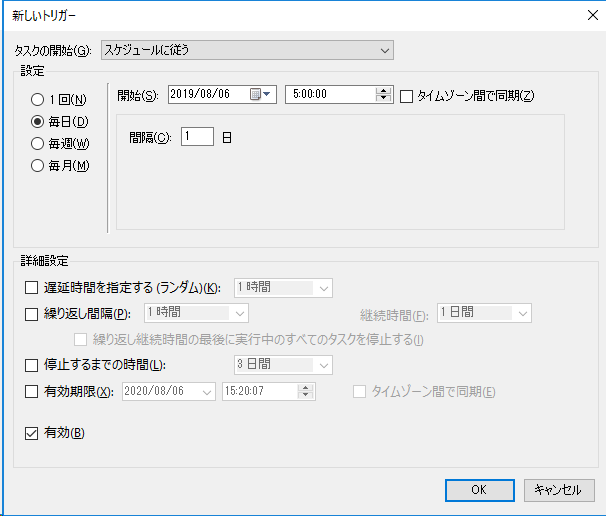 新しいトリガー
タスクの開始(G): スケジュールに従う
設定
1 回(N)
毎日(D)
毎週(W)
毎月(M)
開始(S): 2019/08/06 5:00:00 タイムゾーン間で同期(Z)
間隔(C): 1 日
詳細設定
遅延時間を指定する (ランダム)(K): 1 時間
繰り返し間隔(P): 1 時間 継続時間(F): 1 日間
繰り返し継続時間の最後に実行中のすべてのタスクを停止する(I)
停止するまでの時間(L): 3 日間
有効期限(X): 2020/08/06 15:20:07 タイムゾーン間で同期(E)
有効(B)
OK キャンセル